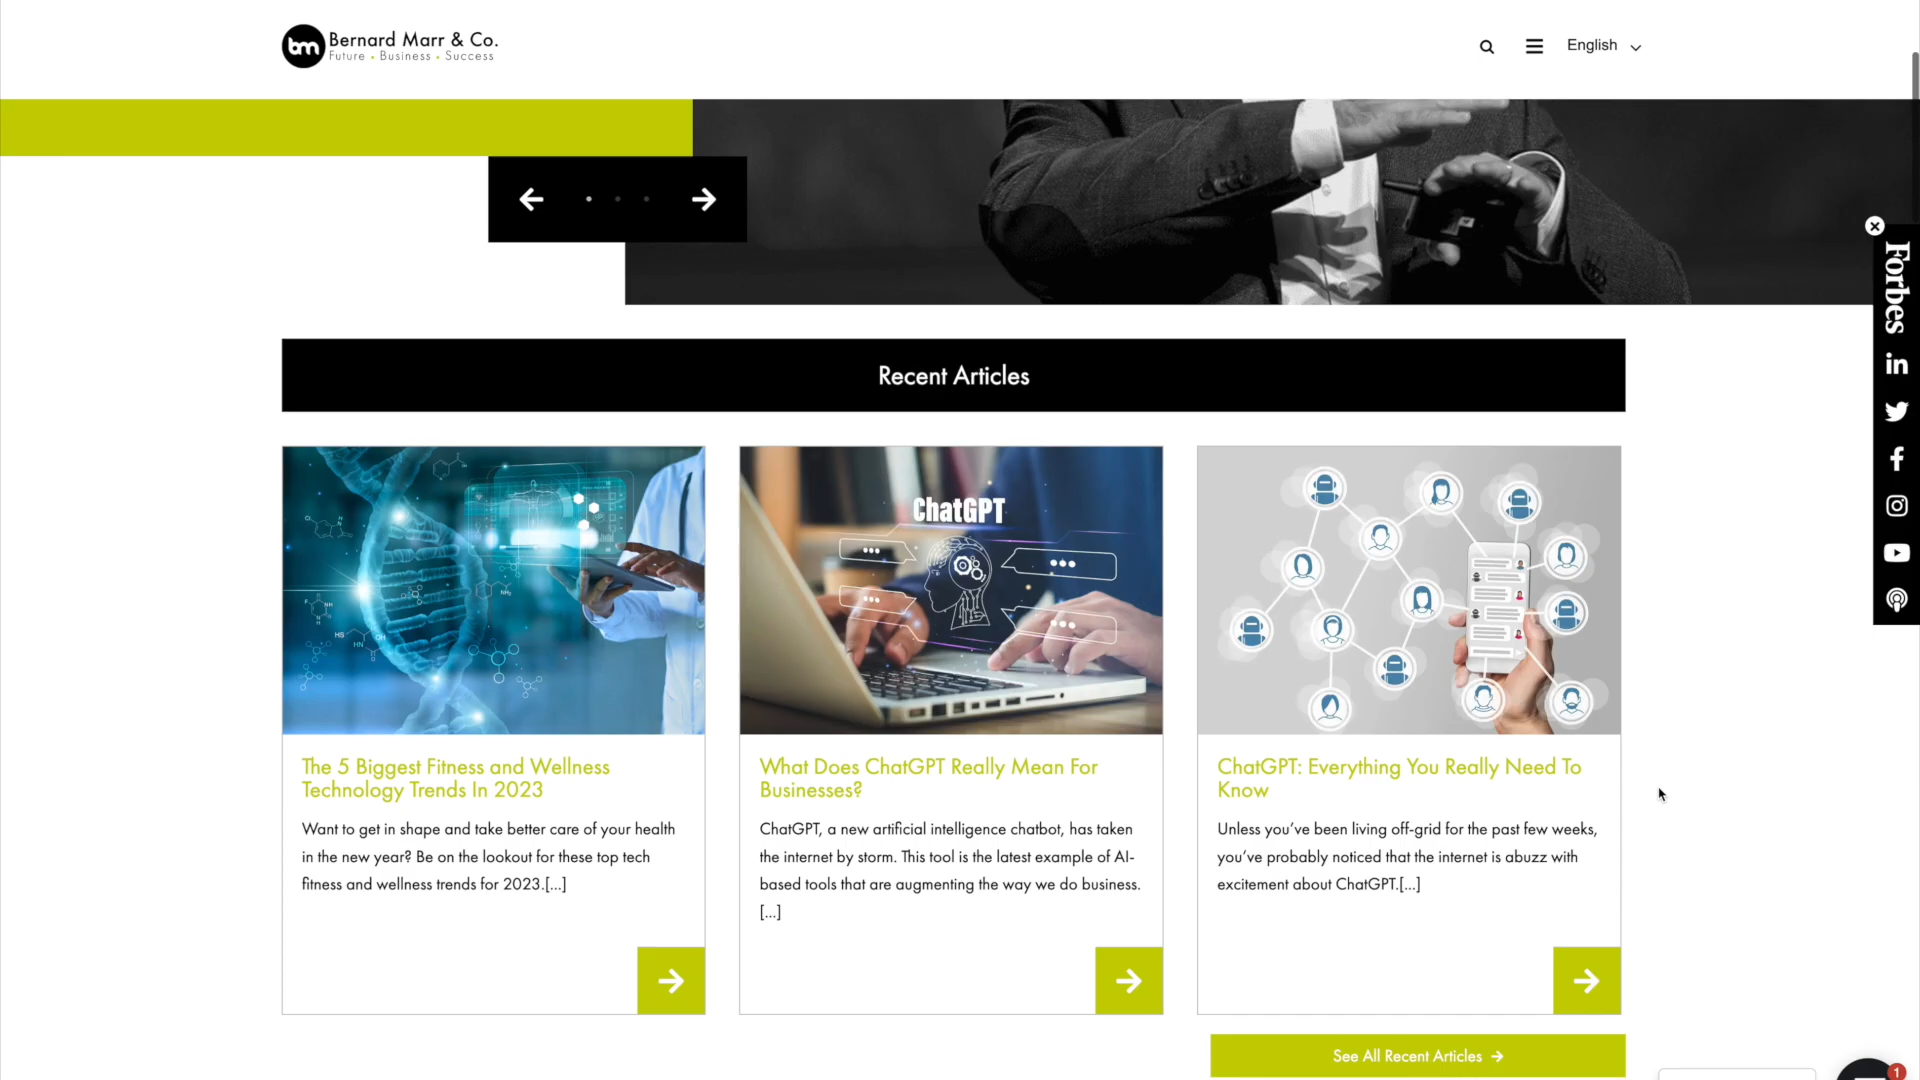 bm Bernard Marr & Co.
Future • Business • Success
English
Forbes
Recent Articles
ChatGPT
The 5 Biggest Fitness and Wellness
Technology Trends In 2023
Want to get in shape and take better care of your health
in the new year? Be on the lookout for these top tech
fitness and wellness trends for 2023.[...]
What Does ChatGPT Really Mean For
Businesses?
ChatGPT, a new artificial intelligence chatbot, has taken
the internet by storm. This tool is the latest example of AI-
based tools that are augmenting the way we do business.
[...]
ChatGPT: Everything You Really Need To
Know
Unless you’ve been living off-grid for the past few weeks,
you’ve probably noticed that the internet is abuzz with
excitement about ChatGPT.[...]
See All Recent Articles →
1